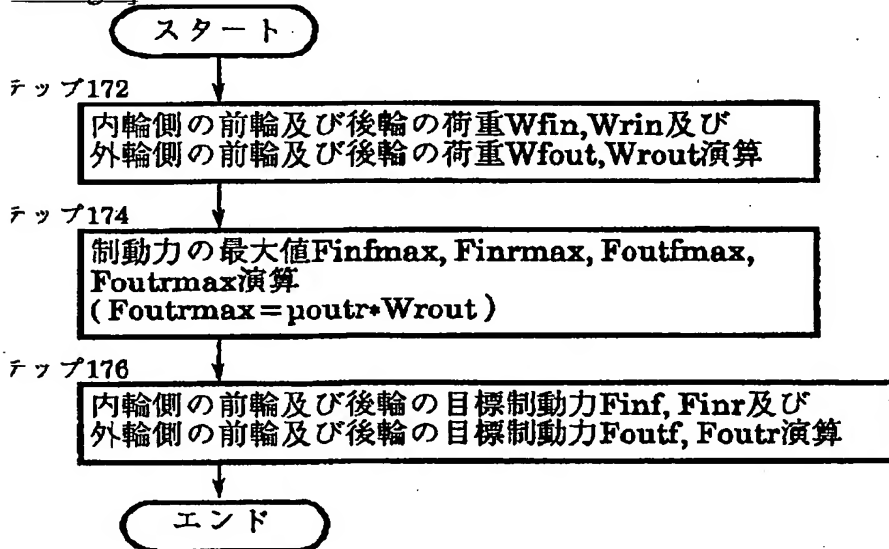 スタート
テップ172
内輪側の前輪及び後輪の荷重Wfin,Wrin及び
外輪側の前輪及び後輪の荷重Wfout,Wrout演算
テップ174
制動力の最大値Finfmax, Finrmax, Foutfmax,
Foutrmax演算
(Foutrmax=μoutr*Wrout)
テップ176
内輪側の前輪及び後輪の目標制動力Finf, Finr及び
外輪側の前輪及び後輪の目標制動力Foutf, Foutr演算
エンド